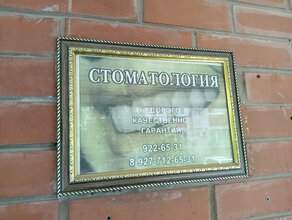 СТОМАТОЛОГИЯ
НЕДОРОГО
КАЧЕСТВЕННО
ГАРАНТИЯ
922-65-31
8-927-712-65-31